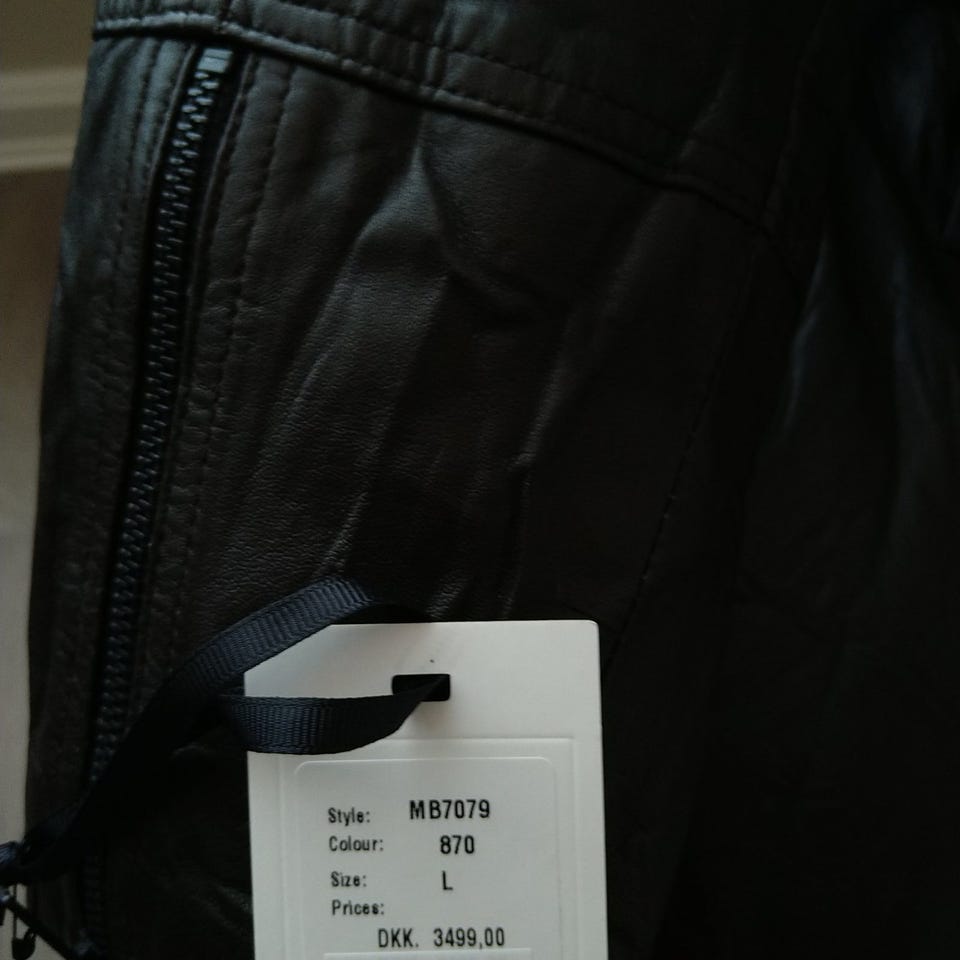 Style: MB7079
Colour: 870
Size: L
Prices:
DKK. 3499,00